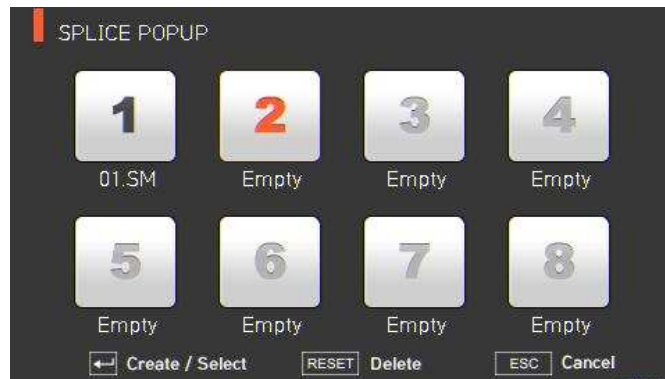 SPLICE POPUP
1 2 3 4
01.SM Empty Empty Empty
5 6 7 8
Empty Empty Empty Empty
Create / Select RESET Delete ESC Cancel